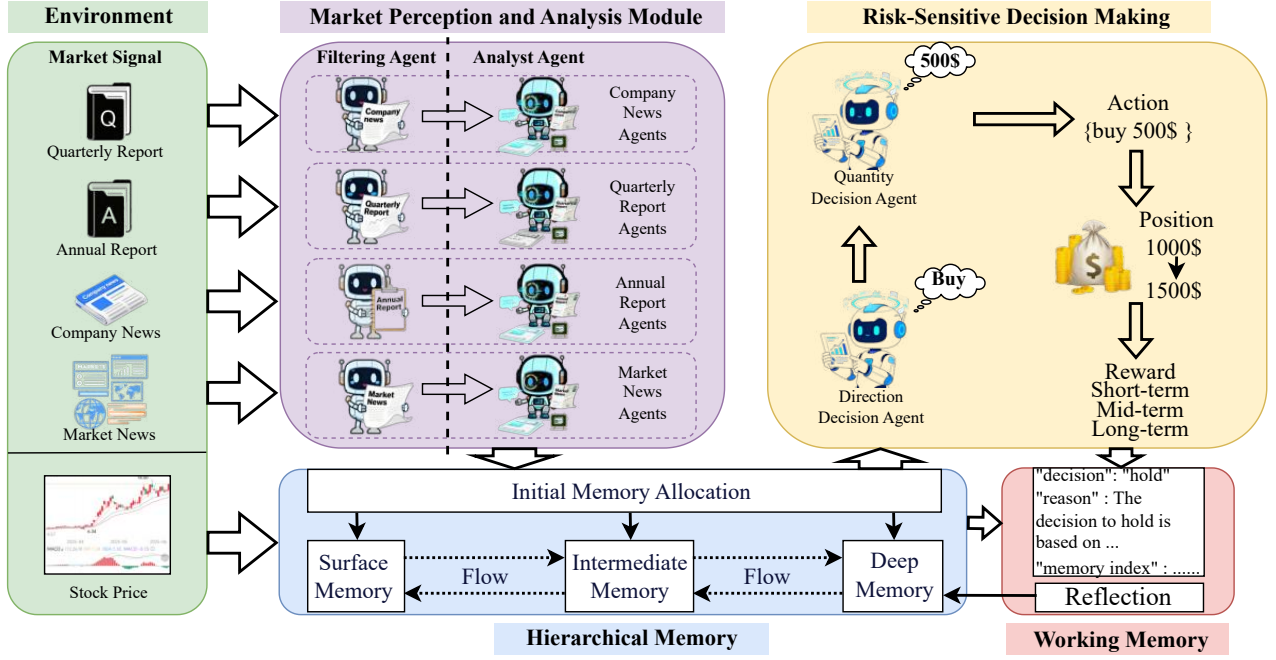 Environment
Market Signal
Q
Quarterly Report
A
Annual Report
Company News
Company News
Market News
Stock Price
Market Perception and Analysis Module
Filtering Agent
Analyst Agent
Company
news
Company
News
Agents
Quarterly
Report
Quarterly
Report
Agents
Annual
Report
Annual
Report
Agents
Market
News
Market
News
Agents
Risk-Sensitive Decision Making
500$
Quantity
Decision Agent
Buy
Direction
Decision Agent
Action
{buy 500$ }
Position
1000$
1500$
$
Reward
Short-term
Mid-term
Long-term
Initial Memory Allocation
Surface
Memory
Flow
Intermediate
Memory
Flow
Deep
Memory
Hierarchical Memory
"decision": "hold"
"reason" : The
decision to hold is
based on ...
"memory index" : ......
Reflection
Working Memory